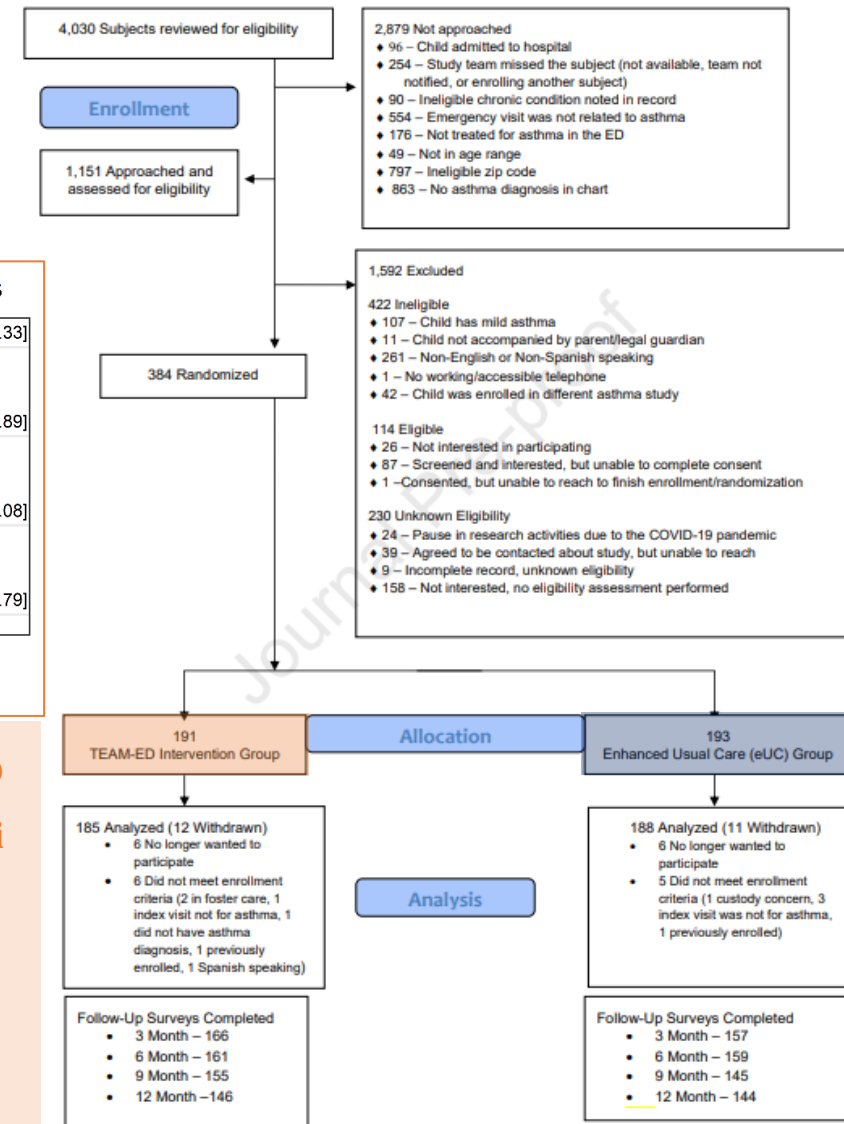 4,030 Subjects reviewed for eligibility
2,879 Not approached
♦ 96 – Child admitted to hospital
♦ 254 – Study team missed the subject (not available, team not
notified, or enrolling another subject)
♦ 90 – Ineligible chronic condition noted in record
♦ 554 – Emergency visit was not related to asthma
♦ 176 – Not treated for asthma in the ED
♦ 49 – Not in age range
♦ 797 – Ineligible zip code
♦ 863 – No asthma diagnosis in chart
Enrollment
1,151 Approached and
assessed for eligibility
s
.33]
.89]
.08]
.79]
1,592 Excluded
422 Ineligible
♦ 107 – Child has mild asthma
♦ 11 – Child not accompanied by parent/legal guardian
♦ 261 – Non-English or Non-Spanish speaking
♦ 1 – No working/accessible telephone
♦ 42 – Child was enrolled in different asthma study
114 Eligible
♦ 26 – Not interested in participating
♦ 87 – Screened and interested, but unable to complete consent
♦ 1 –Consented, but unable to reach to finish enrollment/randomization
230 Unknown Eligibility
♦ 24 – Pause in research activities due to the COVID-19 pandemic
♦ 39 – Agreed to be contacted about study, but unable to reach
♦ 9 – Incomplete record, unknown eligibility
♦ 158 – Not interested, no eligibility assessment performed
384 Randomized
Journal Pre-proof
191
TEAM-ED Intervention Group
Allocation
193
Enhanced Usual Care (eUC) Group
i
185 Analyzed (12 Withdrawn)
• 6 No longer wanted to
participate
• 6 Did not meet enrollment
criteria (2 in foster care, 1
index visit not for asthma, 1
did not have asthma
diagnosis, 1 previously
enrolled, 1 Spanish speaking)
Analysis
188 Analyzed (11 Withdrawn)
• 6 No longer wanted to
participate
• 5 Did not meet enrollment
criteria (1 custody concern, 3
index visit was not for asthma,
1 previously enrolled)
Follow-Up Surveys Completed
• 3 Month – 166
• 6 Month – 161
• 9 Month – 155
• 12 Month –146
Follow-Up Surveys Completed
• 3 Month – 157
• 6 Month – 159
• 9 Month – 145
• 12 Month – 144